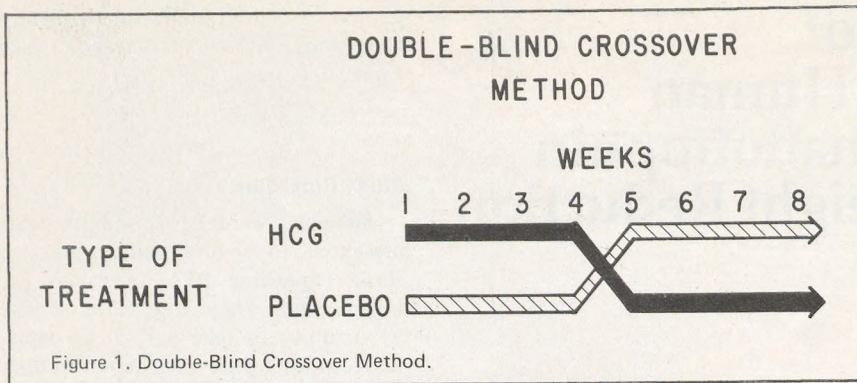 DOUBLE-BLIND CROSSOVER
METHOD
WEEKS
1 2 3 4 5 6 7 8
TYPE OF
TREATMENT
HCG
PLACEBO
Figure 1. Double-Blind Crossover Method.